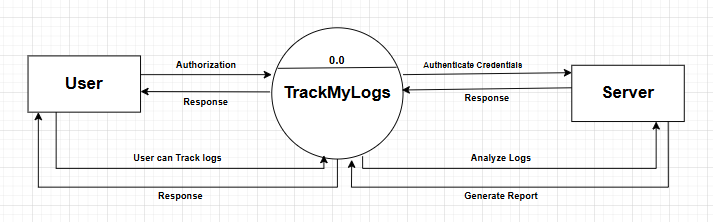 0.0
Authorization
Authenticate Credentials
User
TrackMyLogs
Server
Response
Response
User can Track logs
Analyze Logs
Response
Generate Report